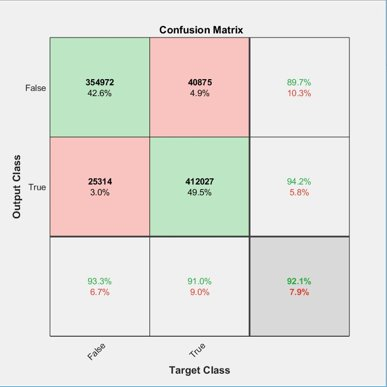 Confusion Matrix
False
354972
42.6%
40875
4.9%
89.7%
10.3%
True
25314
3.0%
412027
49.5%
94.2%
5.8%
93.3%
6.7%
91.0%
9.0%
92.1%
7.9%
False
True
Output Class
Target Class